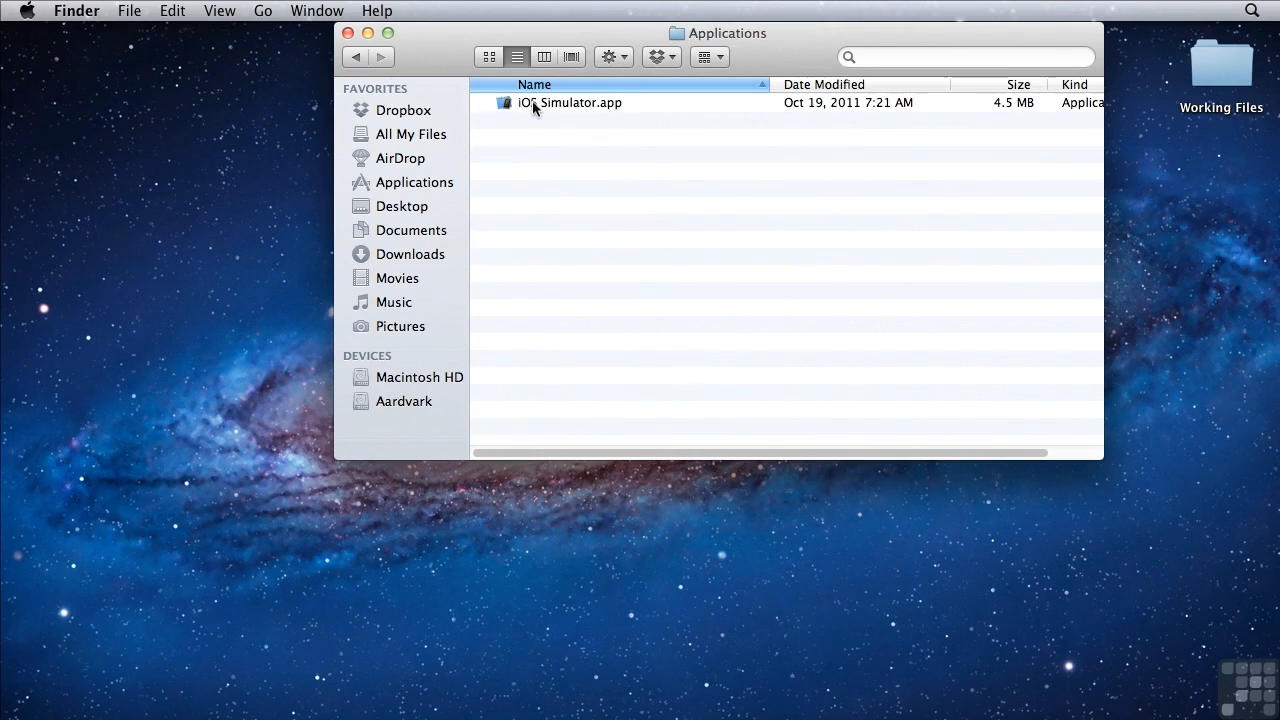 Finder File Edit View Go Window Help
Applications
FAVORITES
Dropbox
All My Files
AirDrop
Applications
Desktop
Documents
Downloads
Movies
Music
Pictures
DEVICES
Macintosh HD
Aardvark
Name Date Modified Size Kind
iOS Simulator.app Oct 19, 2011 7:21 AM 4.5 MB Applica
Working Files